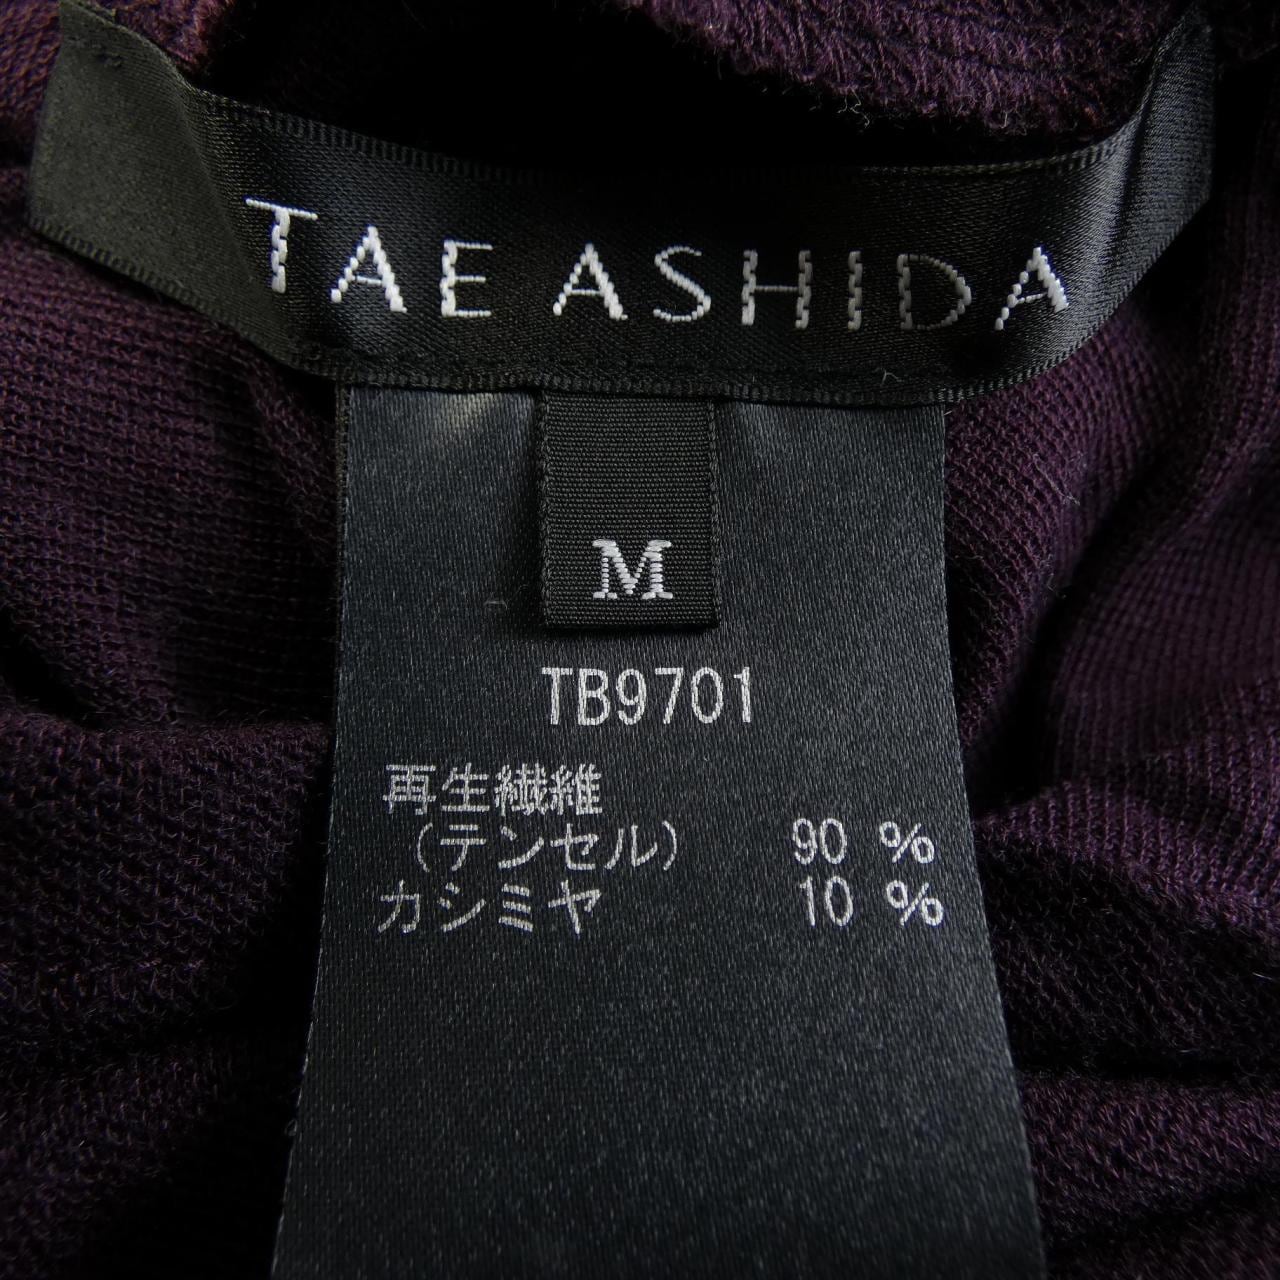 TAE ASHIDA
M
TB9701
再生繊維
(テンセル) 90 %
カシミヤ 10 %